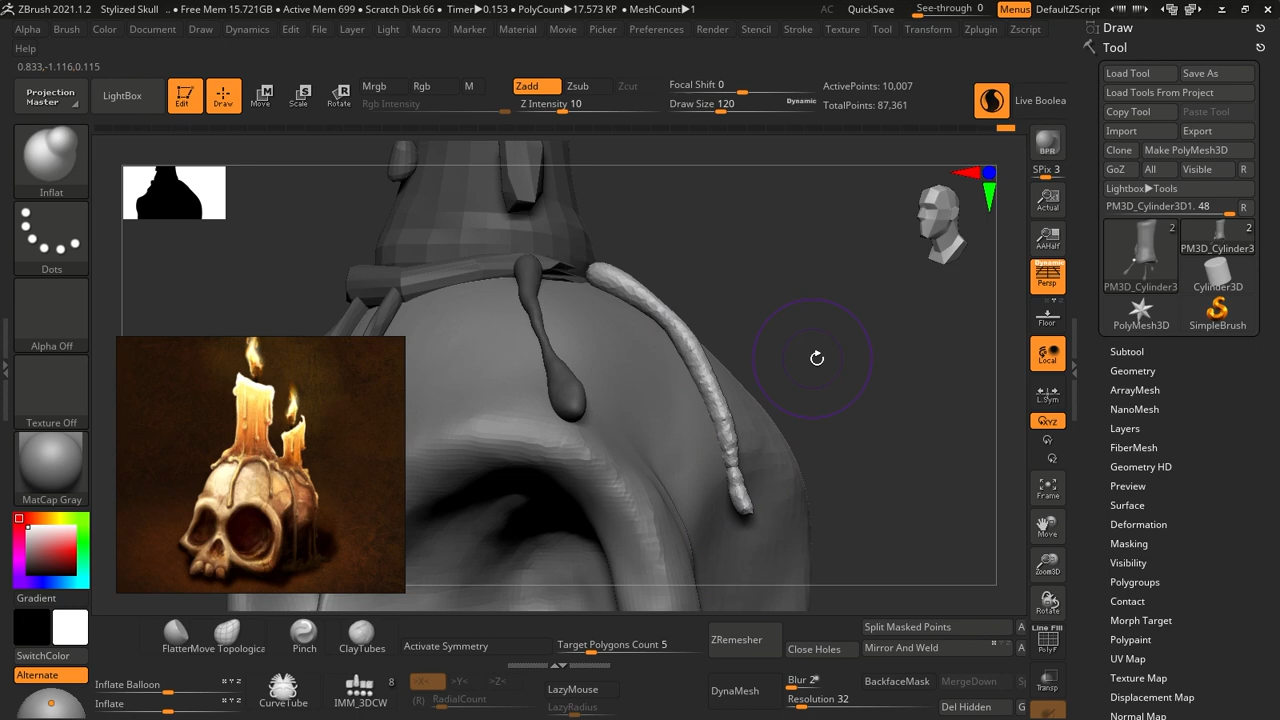 ZBrush 2021.1.2 Stylized Skull .. • Free Mem 15.721GB • Active Mem 699 • Scratch Disk 66 • Timer▶0.153 • PolyCount▶17.573 KP • MeshCount▶1 AC QuickSave See-through 0 Menus DefaultZScript
Alpha Brush Color Document Draw Dynamics Edit File Layer Light Macro Marker Material Movie Picker Preferences Render Stencil Stroke Texture Tool Transform Zplugin Zscript
Help
0.833,-1.116,0.115
Projection Master
LightBox
Edit Draw Move Scale Rotate
Mrgb Rgb M
Rgb Intensity
Zadd Zsub Zcut
Z Intensity 10
Focal Shift 0
Draw Size 120 Dynamic
ActivePoints: 10,007
TotalPoints: 87,361
Live Boolea
Inflat
Dots
Alpha Off
Texture Off
MatCap Gray
Gradient
SwitchColor
Alternate
BPR
SPix 3
Actual
AAHalf
Dynamic
Persp
Floor
Local
L.Sym
XYZ
Frame
Move
Zoom3D
Rotate
Line Fill
PolyF
Transp
Draw
Tool
Load Tool Save As
Load Tools From Project
Copy Tool Paste Tool
Import Export
Clone Make PolyMesh3D
GoZ All Visible R
Lightbox▶Tools
PM3D_Cylinder3D1. 48 R
2 2
PM3D_Cylinder3
PM3D_Cylinder3 Cylinder3D
PolyMesh3D SimpleBrush
Subtool
Geometry
ArrayMesh
NanoMesh
Layers
FiberMesh
Geometry HD
Preview
Surface
Deformation
Masking
Visibility
Polygroups
Contact
Morph Target
Polypaint
UV Map
Texture Map
Displacement Map
Normal Map
Flatter Move Topologica Pinch ClayTubes
Activate Symmetry
Target Polygons Count 5
ZRemesher
Close Holes
Split Masked Points A
Mirror And Weld A
Inflate Balloon
Inflate
CurveTube
IMM_3DCW 8
>X< >Y< >Z<
(R) RadialCount
LazyMouse
LazyRadius
DynaMesh
Blur 2
Resolution 32
BackfaceMask MergeDown Sp
Del Hidden G